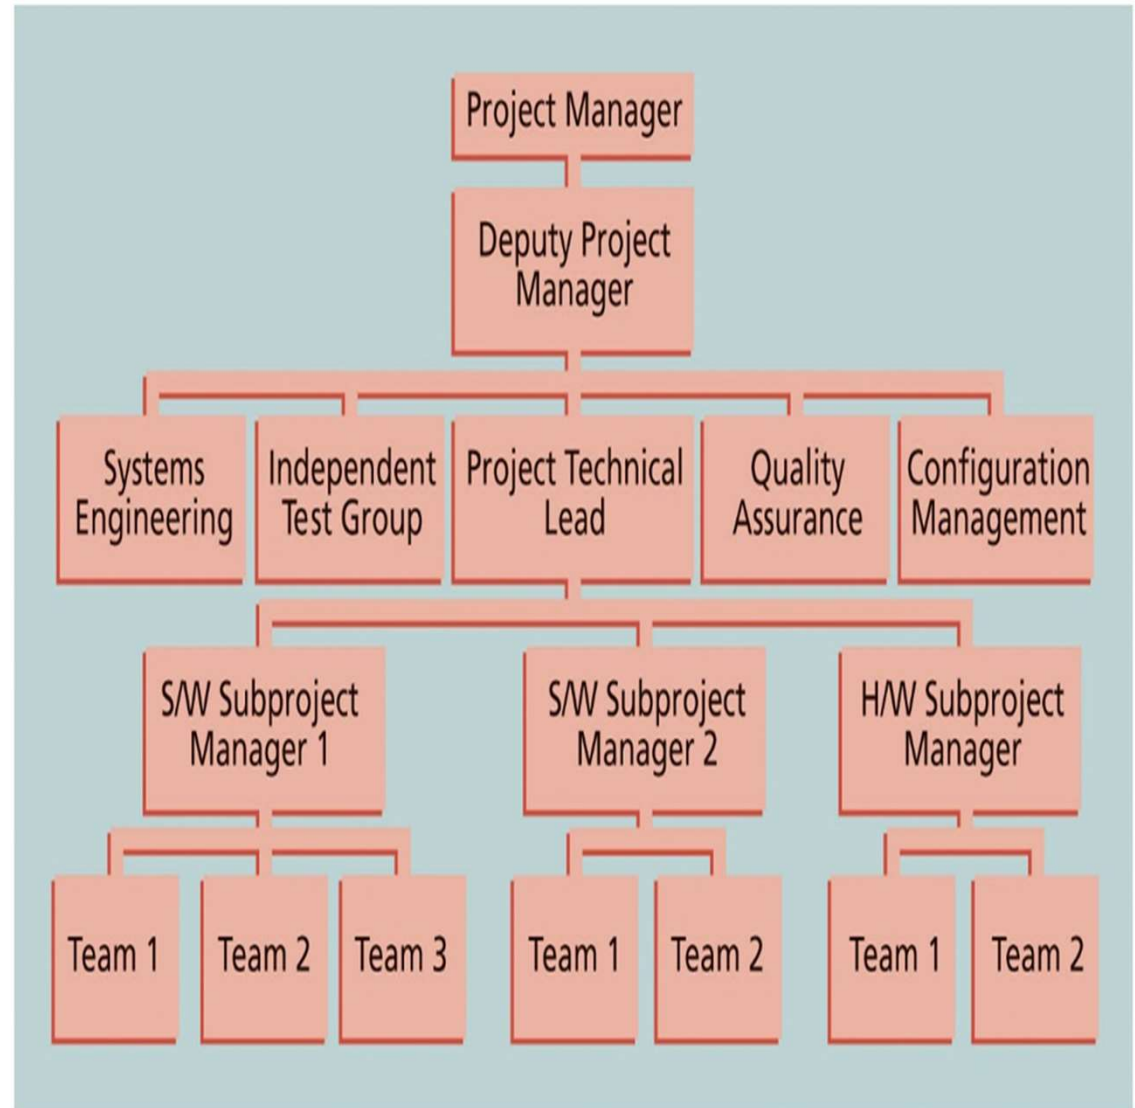 Project Manager
Deputy Project
Manager
Systems
Engineering
Independent
Test Group
Project Technical
Lead
Quality
Assurance
Configuration
Management
S/W Subproject
Manager 1
S/W Subproject
Manager 2
H/W Subproject
Manager
Team 1
Team 2
Team 3
Team 1
Team 2
Team 1
Team 2